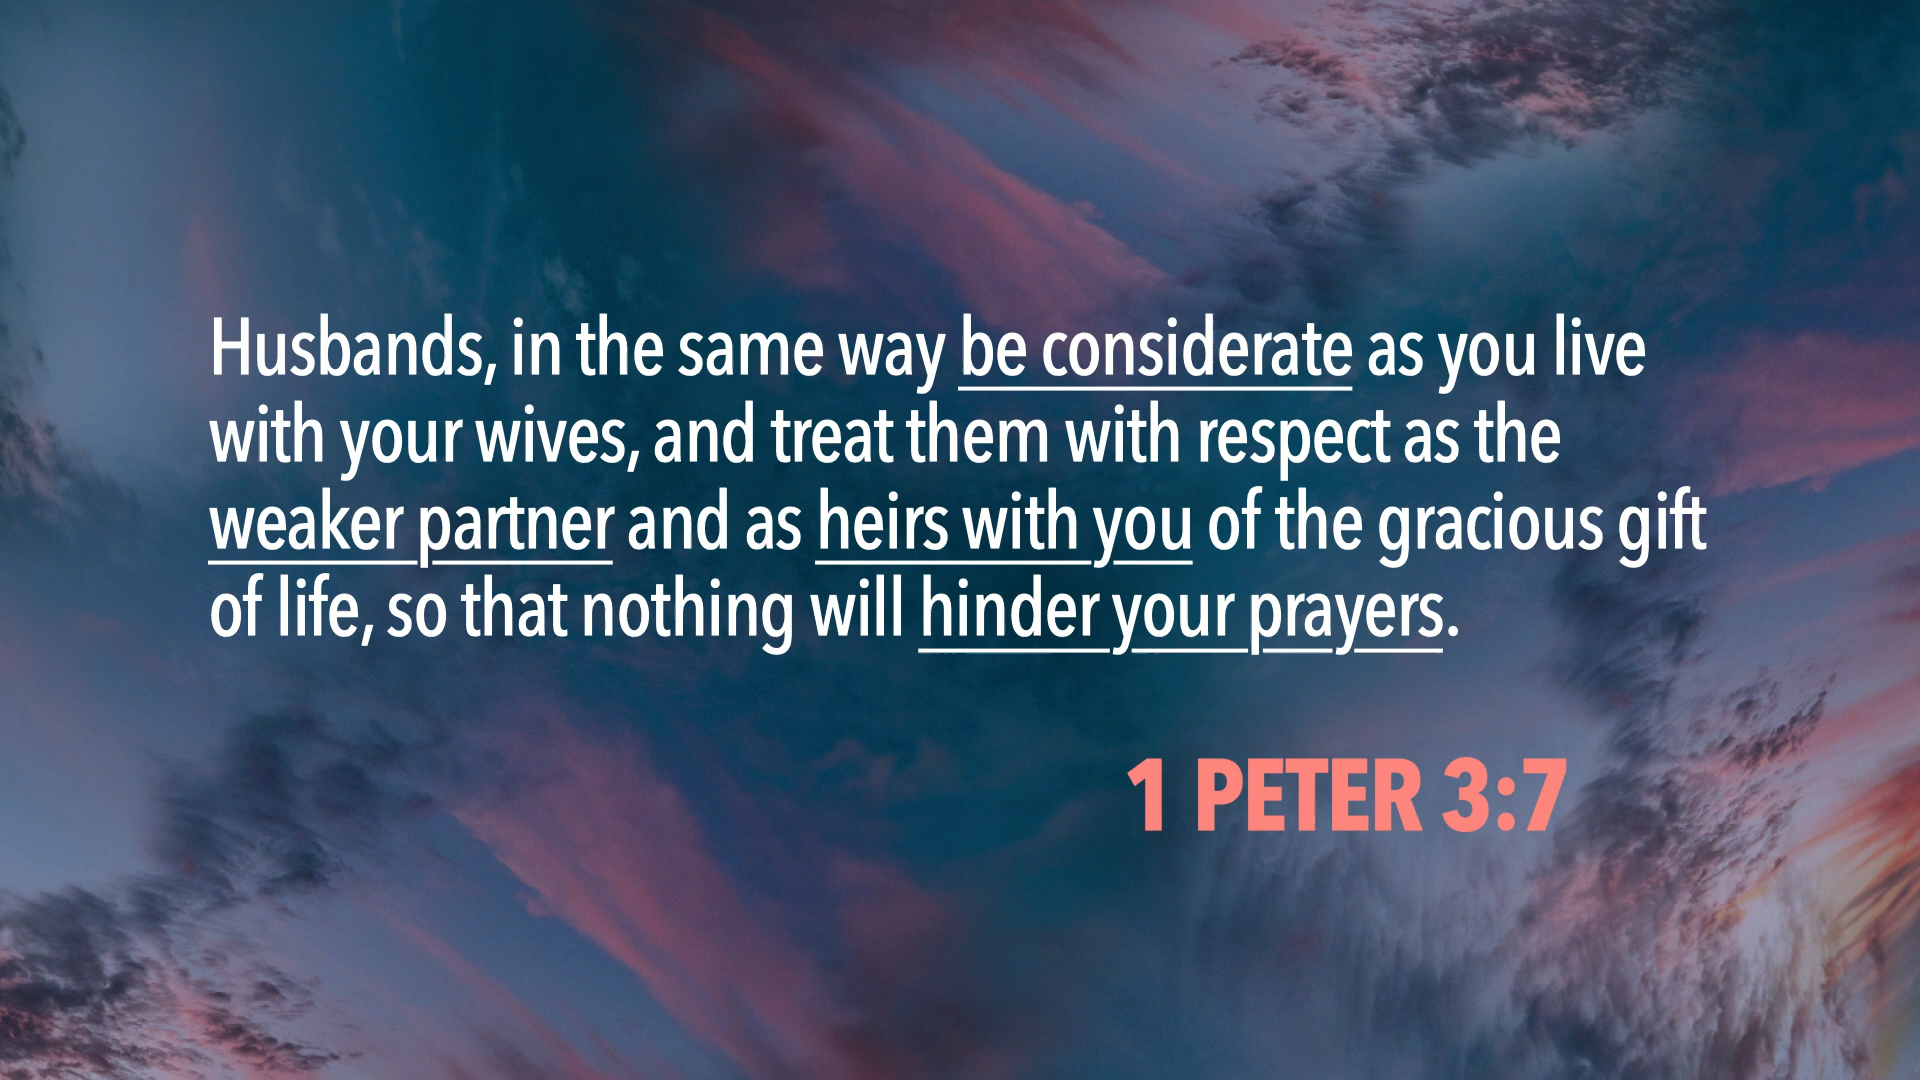 Husbands, in the same way be considerate as you live
with your wives, and treat them with respect as the
weaker partner and as heirs with you of the gracious gift
of life, so that nothing will hinder your prayers.
1 PETER 3:7